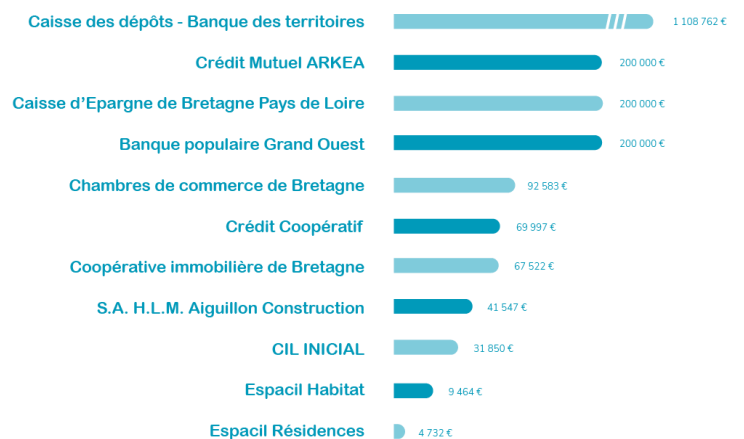 Caisse des dépôts - Banque des territoires 1 108 762 €
Crédit Mutuel ARKEA 200 000 €
Caisse d’Epargne de Bretagne Pays de Loire 200 000 €
Banque populaire Grand Ouest 200 000 €
Chambres de commerce de Bretagne 92 583 €
Crédit Coopératif 69 997 €
Coopérative immobilière de Bretagne 67 522 €
S.A. H.L.M. Aiguillon Construction 41 547 €
CIL INICIAL 31 850 €
Espacil Habitat 9 464 €
Espacil Résidences 4 732 €